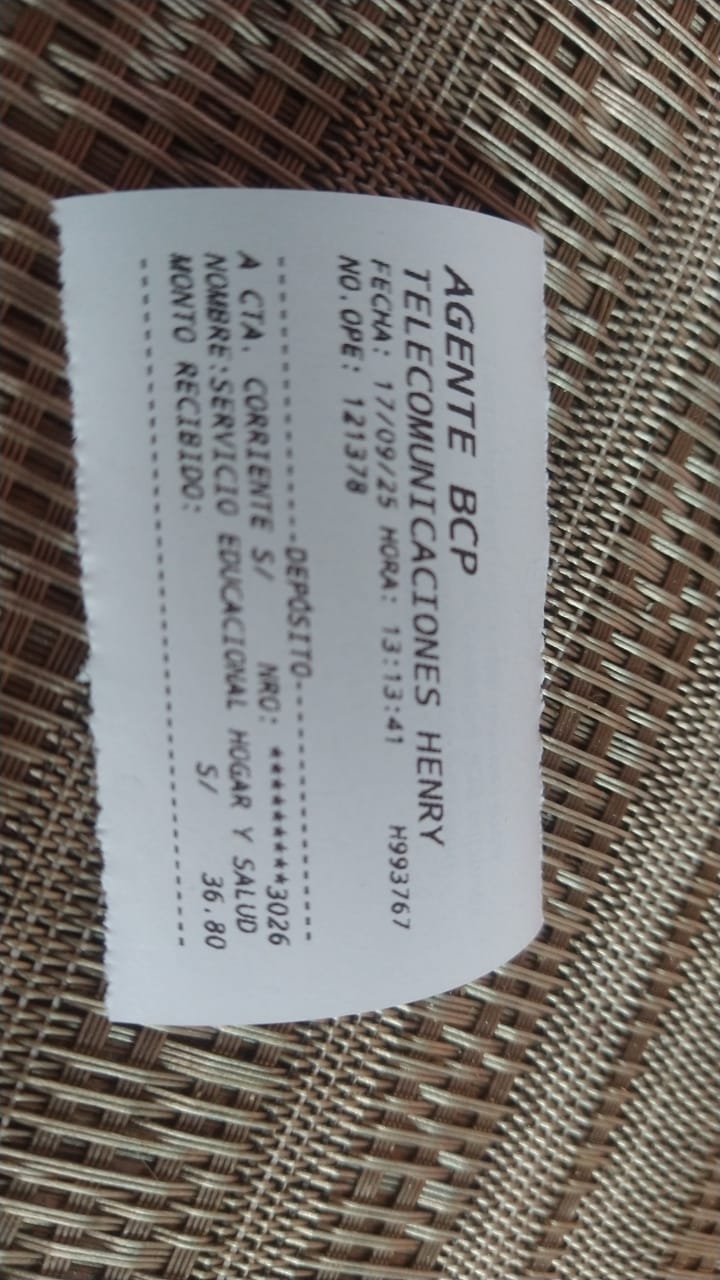 AGENTE BCP
TELECOMUNICACIONES HENRY
FECHA: 17/09/25 HORA: 13:13:41 H993767
NO.OPE: 121378
----------------DEPÓSITO----------------
A CTA. CORRIENTE S/ NRO: *********3026
NOMBRE:SERVICIO EDUCACIONAL HOGAR Y SALUD
MONTO RECIBIDO: S/ 36.80
----------------------------------------